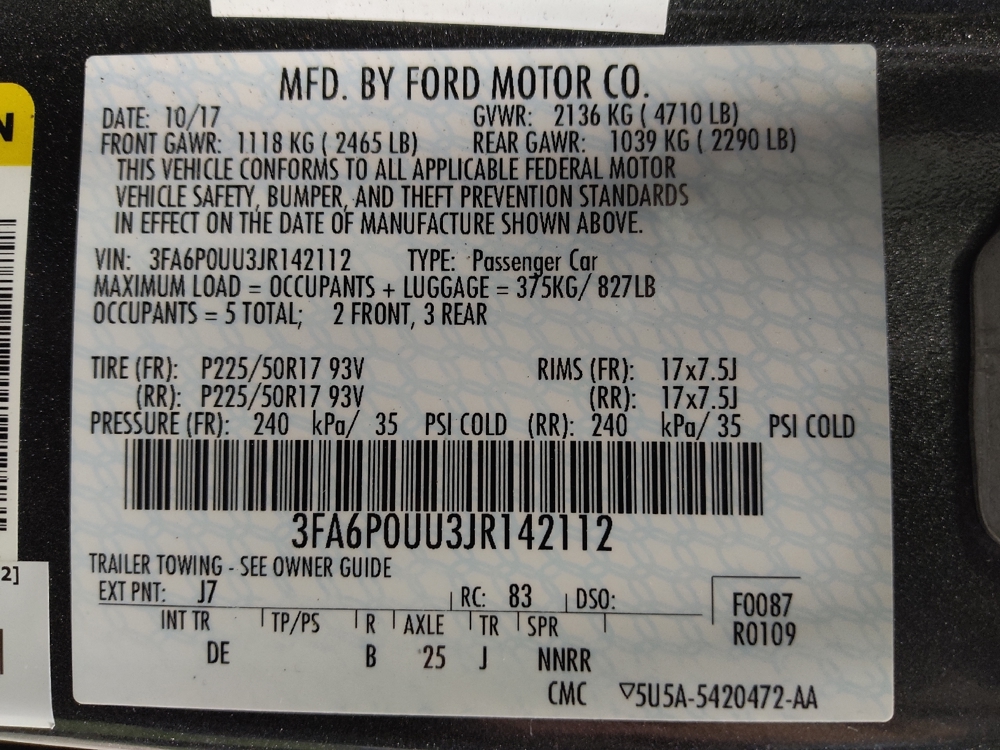 MFD. BY FORD MOTOR CO.
DATE: 10/17 GVWR: 2136 KG ( 4710 LB)
FRONT GAWR: 1118 KG ( 2465 LB) REAR GAWR: 1039 KG ( 2290 LB)
THIS VEHICLE CONFORMS TO ALL APPLICABLE FEDERAL MOTOR
VEHICLE SAFETY, BUMPER, AND THEFT PREVENTION STANDARDS
IN EFFECT ON THE DATE OF MANUFACTURE SHOWN ABOVE.
VIN: 3FA6P0UU3JR142112 TYPE: Passenger Car
MAXIMUM LOAD = OCCUPANTS + LUGGAGE = 375KG/ 827LB
OCCUPANTS = 5 TOTAL; 2 FRONT, 3 REAR
TIRE (FR): P225/50R17 93V RIMS (FR): 17x7.5J
(RR): P225/50R17 93V (RR): 17x7.5J
PRESSURE (FR): 240 kPa/ 35 PSI COLD (RR): 240 kPa/ 35 PSI COLD
3FA6P0UU3JR142112
TRAILER TOWING - SEE OWNER GUIDE
EXT PNT: J7 RC: 83 DSO: F0087
INT TR TP/PS R AXLE TR SPR R0109
DE B 25 J NNRR
CMC ▽5U5A-5420472-AA
N
2]